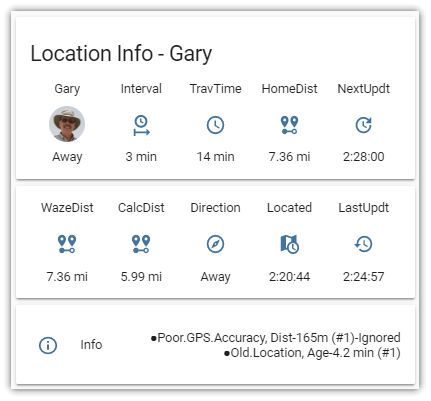 Location Info - Gary
Gary Interval TravTime HomeDist NextUpdt
Away 3 min 14 min 7.36 mi 2:28:00
WazeDist CalcDist Direction Located LastUpdt
7.36 mi 5.99 mi Away 2:20:44 2:24:57
Info ●Poor.GPS.Accuracy, Dist-165m (#1)-Ignored
●Old.Location, Age-4.2 min (#1)